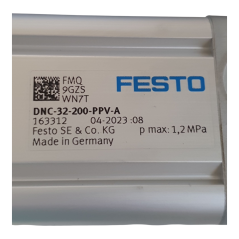 FMQ
9GZS
WN7T
FESTO
DNC-32-200-PPV-A
163312 04-2023:08
Festo SE & Co. KG p max: 1,2 MPa
Made in Germany